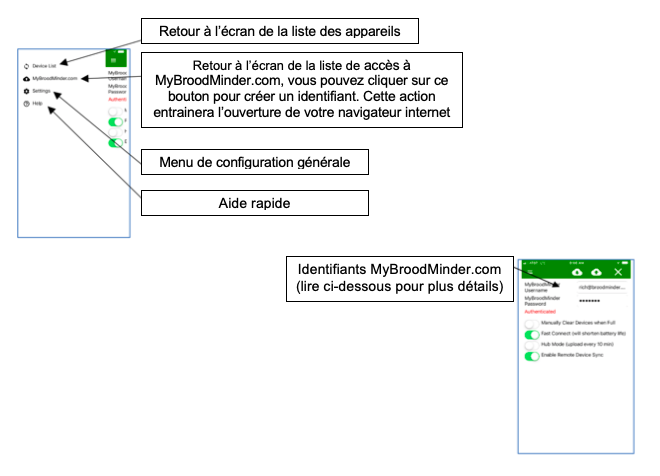 Retour à l'écran de la liste des appareils
Retour à l'écran de la liste de accès à
MyBroodMinder.com, vous pouvez cliquer sur ce
bouton pour créer un identifiant. Cette action
entrainera l'ouverture de votre navigateur internet
Menu de configuration générale
Aide rapide
Device List
MyBroodMinder.com
Settings
Help
MyBroo
Usernam
MyBroo
Passwor
Authenti
Identifiants MyBroodMinder.com
(lire ci-dessous pour plus détails)
MyBroodMinder
Username
rich@broodminder....
MyBroodMinder
Password
•••••••
Authenticated
Manually Clear Devices when Full
Fast Connect (will shorten battery life)
Hub Mode (upload every 10 min)
Enable Remote Device Sync